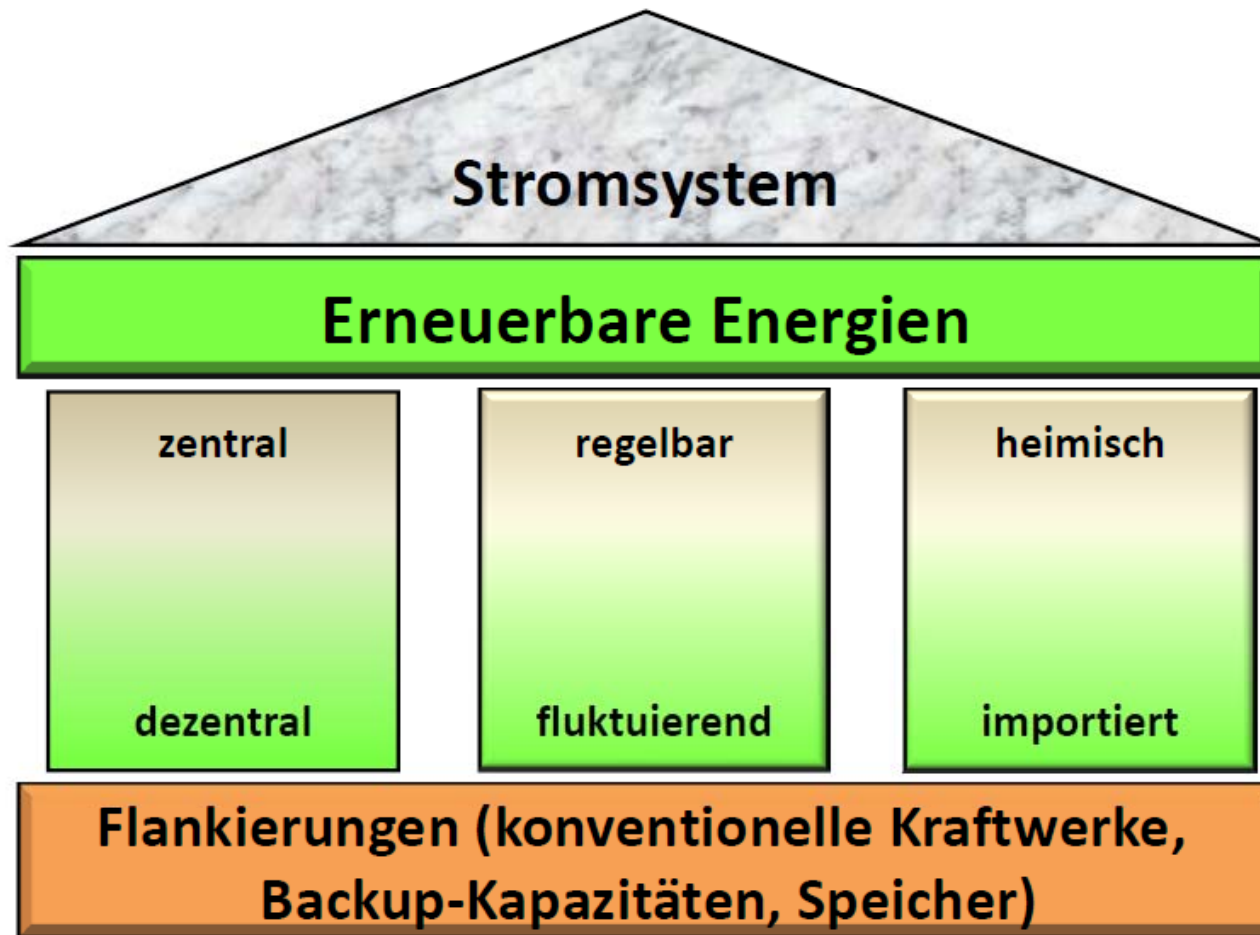 Stromsystem
Erneuerbare Energien
zentral
regelbar
heimisch
dezentral
fluktuierend
importiert
Flankierungen (konventionelle Kraftwerke,
Backup-Kapazitäten, Speicher)